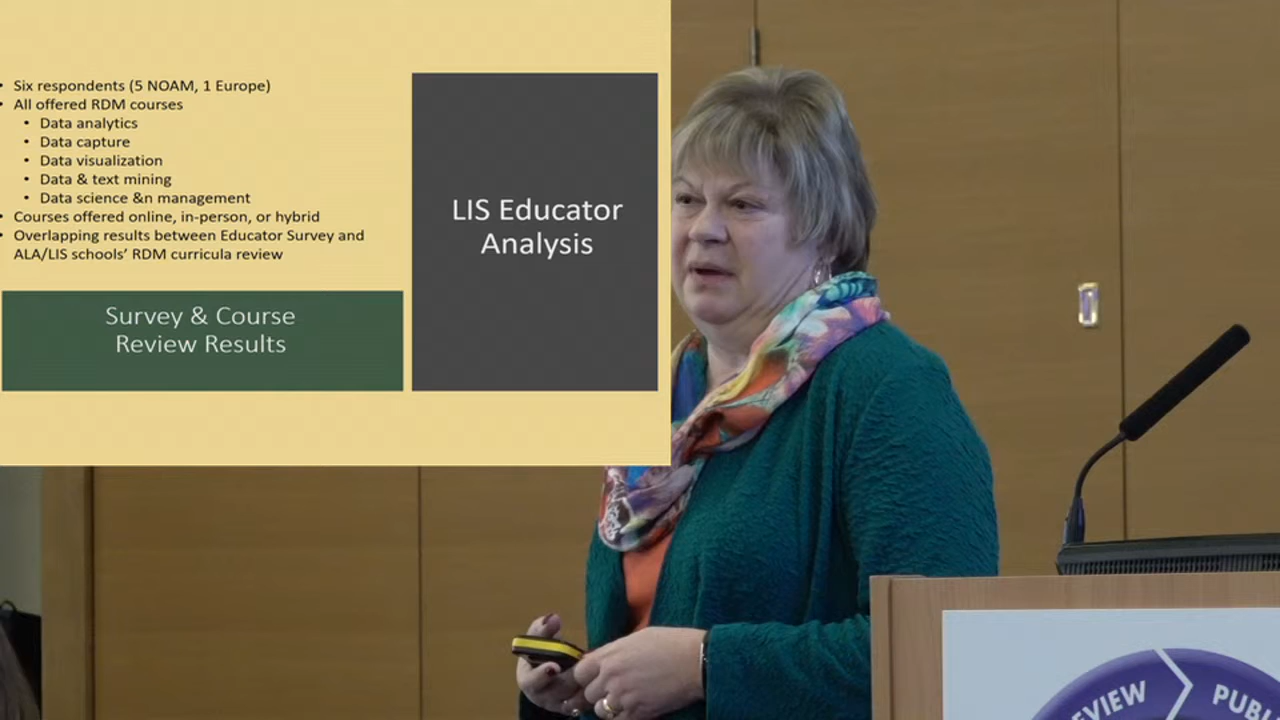 • Six respondents (5 NOAM, 1 Europe)
• All offered RDM courses
• Data analytics
• Data capture
• Data visualization
• Data & text mining
• Data science &n management
• Courses offered online, in-person, or hybrid
• Overlapping results between Educator Survey and
ALA/LIS schools’ RDM curricula review
LIS Educator
Analysis
Survey & Course
Review Results